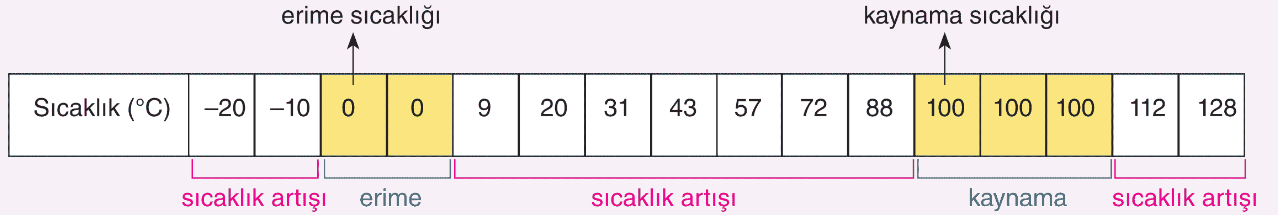 erime sıcaklığı kaynama sıcaklığı
Sıcaklık (°C) –20 –10 0 0 9 20 31 43 57 72 88 100 100 100 112 128
sıcaklık artışı erime sıcaklık artışı kaynama sıcaklık artışı